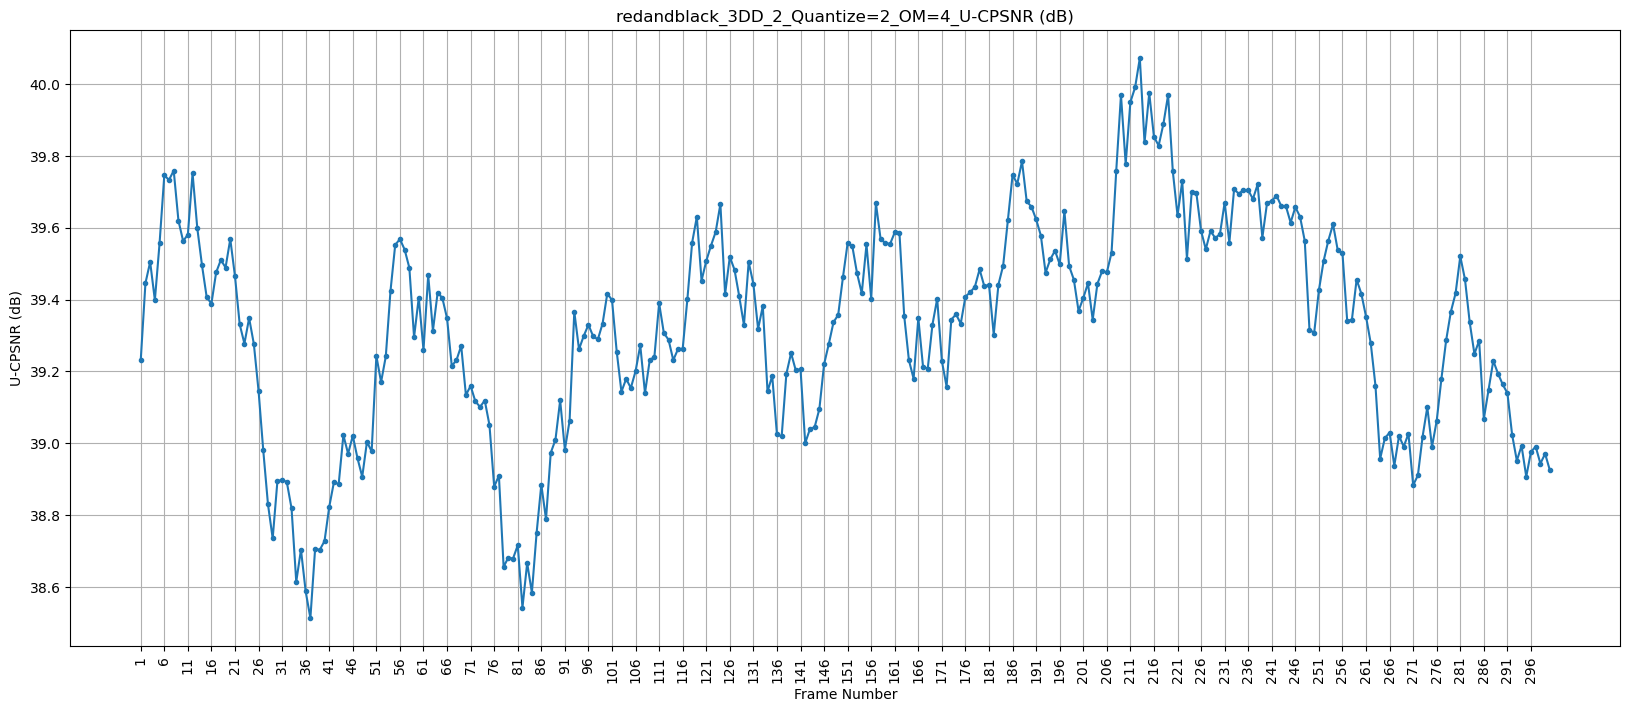 redandblack_3DD_2_Quantize=2_OM=4_U-CPSNR (dB)
U-CPSNR (dB)
40.0
39.8
39.6
39.4
39.2
39.0
38.8
38.6
1 6 11 16 21 26 31 36 41 46 51 56 61 66 71 76 81 86 91 96 101 106 111 116 121 126 131 136 141 146 151 156 161 166 171 176 181 186 191 196 201 206 211 216 221 226 231 236 241 246 251 256 261 266 271 276 281 286 291 296
Frame Number